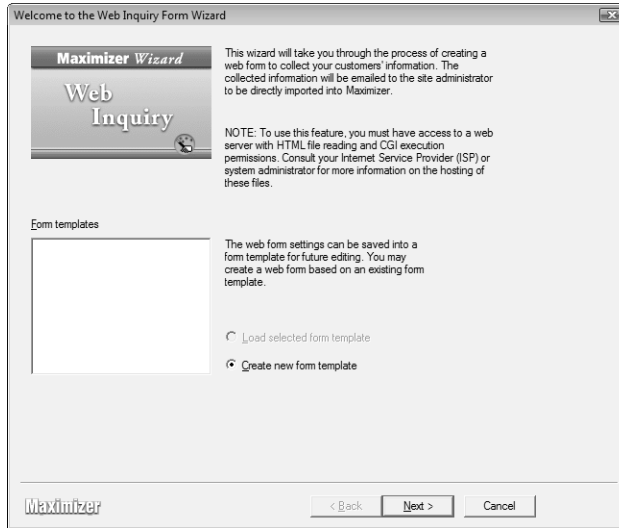 Welcome to the Web Inquiry Form Wizard
Maximizer Wizard
Web
Inquiry
This wizard will take you through the process of creating a
web form to collect your customers' information. The
collected information will be emailed to the site administrator
to be directly imported into Maximizer.
NOTE: To use this feature, you must have access to a web
server with HTML file reading and CGI execution
permissions. Consult your Internet Service Provider (ISP) or
system administrator for more information on the hosting of
these files.
Form templates
The web form settings can be saved into a
form template for future editing. You may
create a web form based on an existing form
template.
Load selected form template
Create new form template
Maximizer
< Back
Next >
Cancel